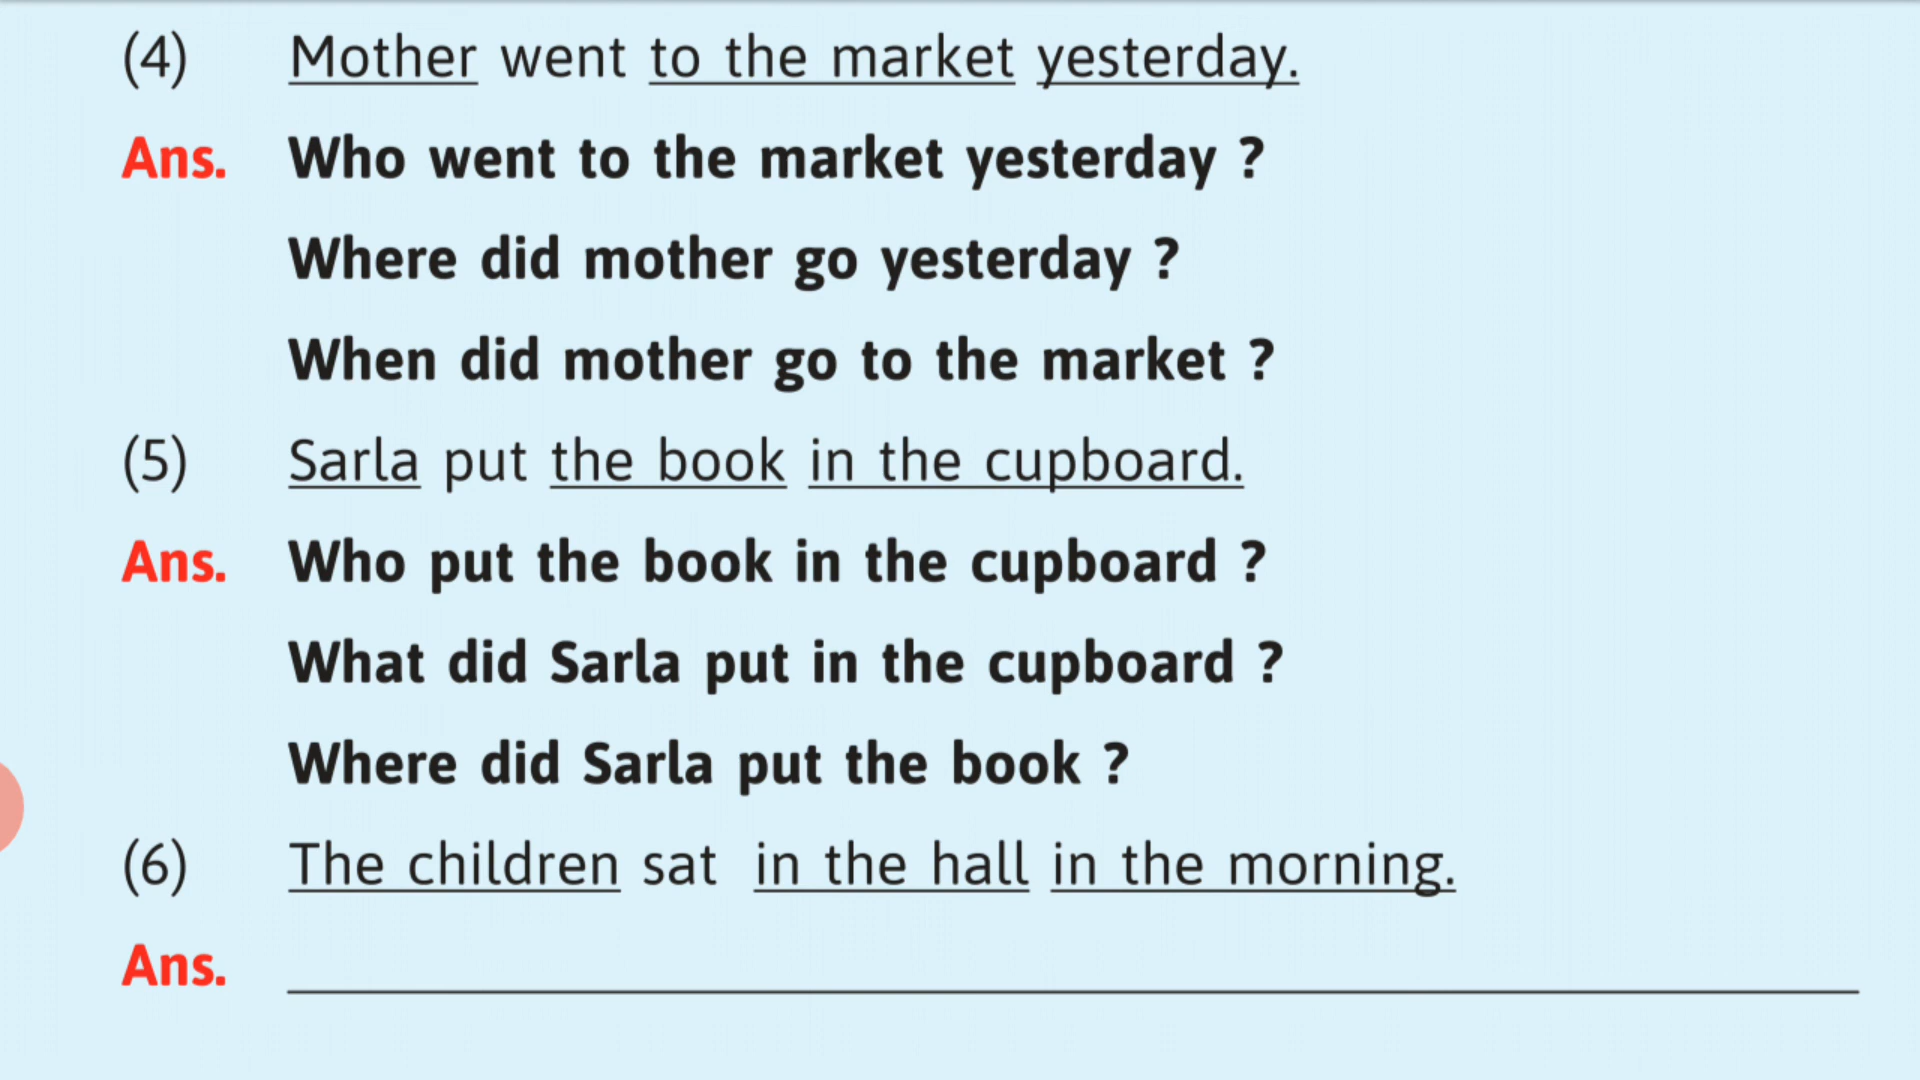 (4) Mother went to the market yesterday.
Ans. Who went to the market yesterday ?
Where did mother go yesterday ?
When did mother go to the market ?
(5) Sarla put the book in the cupboard.
Ans. Who put the book in the cupboard ?
What did Sarla put in the cupboard ?
Where did Sarla put the book ?
(6) The children sat in the hall in the morning.
Ans.